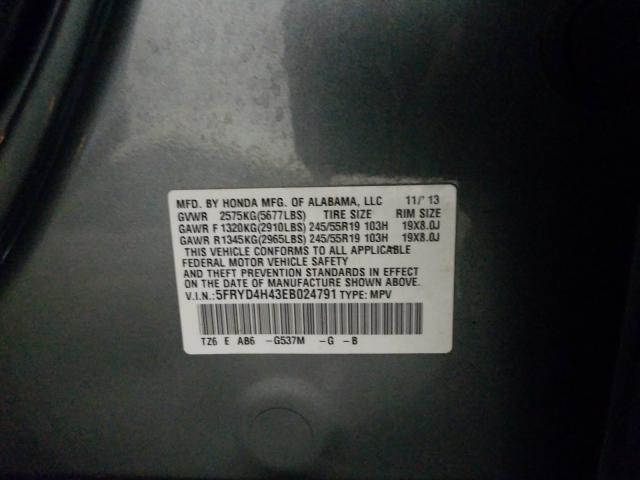 MFD. BY HONDA MFG. OF ALABAMA, LLC 11/'13
GVWR 2575KG(5677LBS) TIRE SIZE RIM SIZE
GAWR F 1320KG(2910LBS) 245/55R19 103H 19X8.0J
GAWR R1345KG(2965LBS) 245/55R19 103H 19X8.0J
THIS VEHICLE CONFORMS TO ALL APPLICABLE
FEDERAL MOTOR VEHICLE SAFETY
AND THEFT PREVENTION STANDARDS IN EFFECT
ON THE DATE OF MANUFACTURE SHOWN ABOVE.
V.I.N.: 5FRYD4H43EB024791 TYPE: MPV
TZ6 E AB6 -G537M -G -B